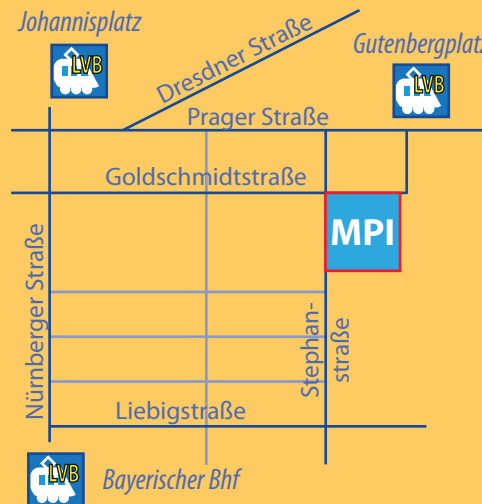 Johannisplatz
LVB
Dresdner Straße
Gutenbergplatz
LVB
Prager Straße
Goldschmidtstraße
MPI
Nürnberger Straße
Stephan-
straße
Liebigstraße
LVB
Bayerischer Bhf